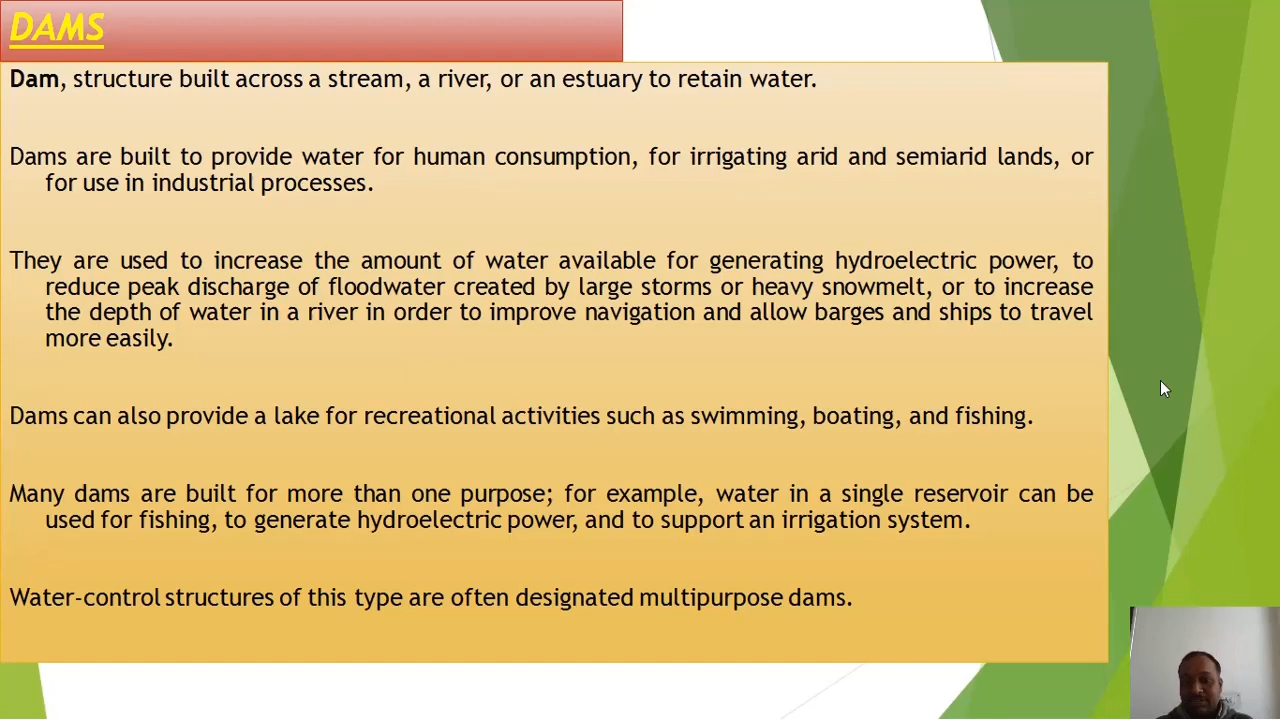 DAMS
Dam, structure built across a stream, a river, or an estuary to retain water.
Dams are built to provide water for human consumption, for irrigating arid and semiarid lands, or
for use in industrial processes.
They are used to increase the amount of water available for generating hydroelectric power, to
reduce peak discharge of floodwater created by large storms or heavy snowmelt, or to increase
the depth of water in a river in order to improve navigation and allow barges and ships to travel
more easily.
Dams can also provide a lake for recreational activities such as swimming, boating, and fishing.
Many dams are built for more than one purpose; for example, water in a single reservoir can be
used for fishing, to generate hydroelectric power, and to support an irrigation system.
Water-control structures of this type are often designated multipurpose dams.